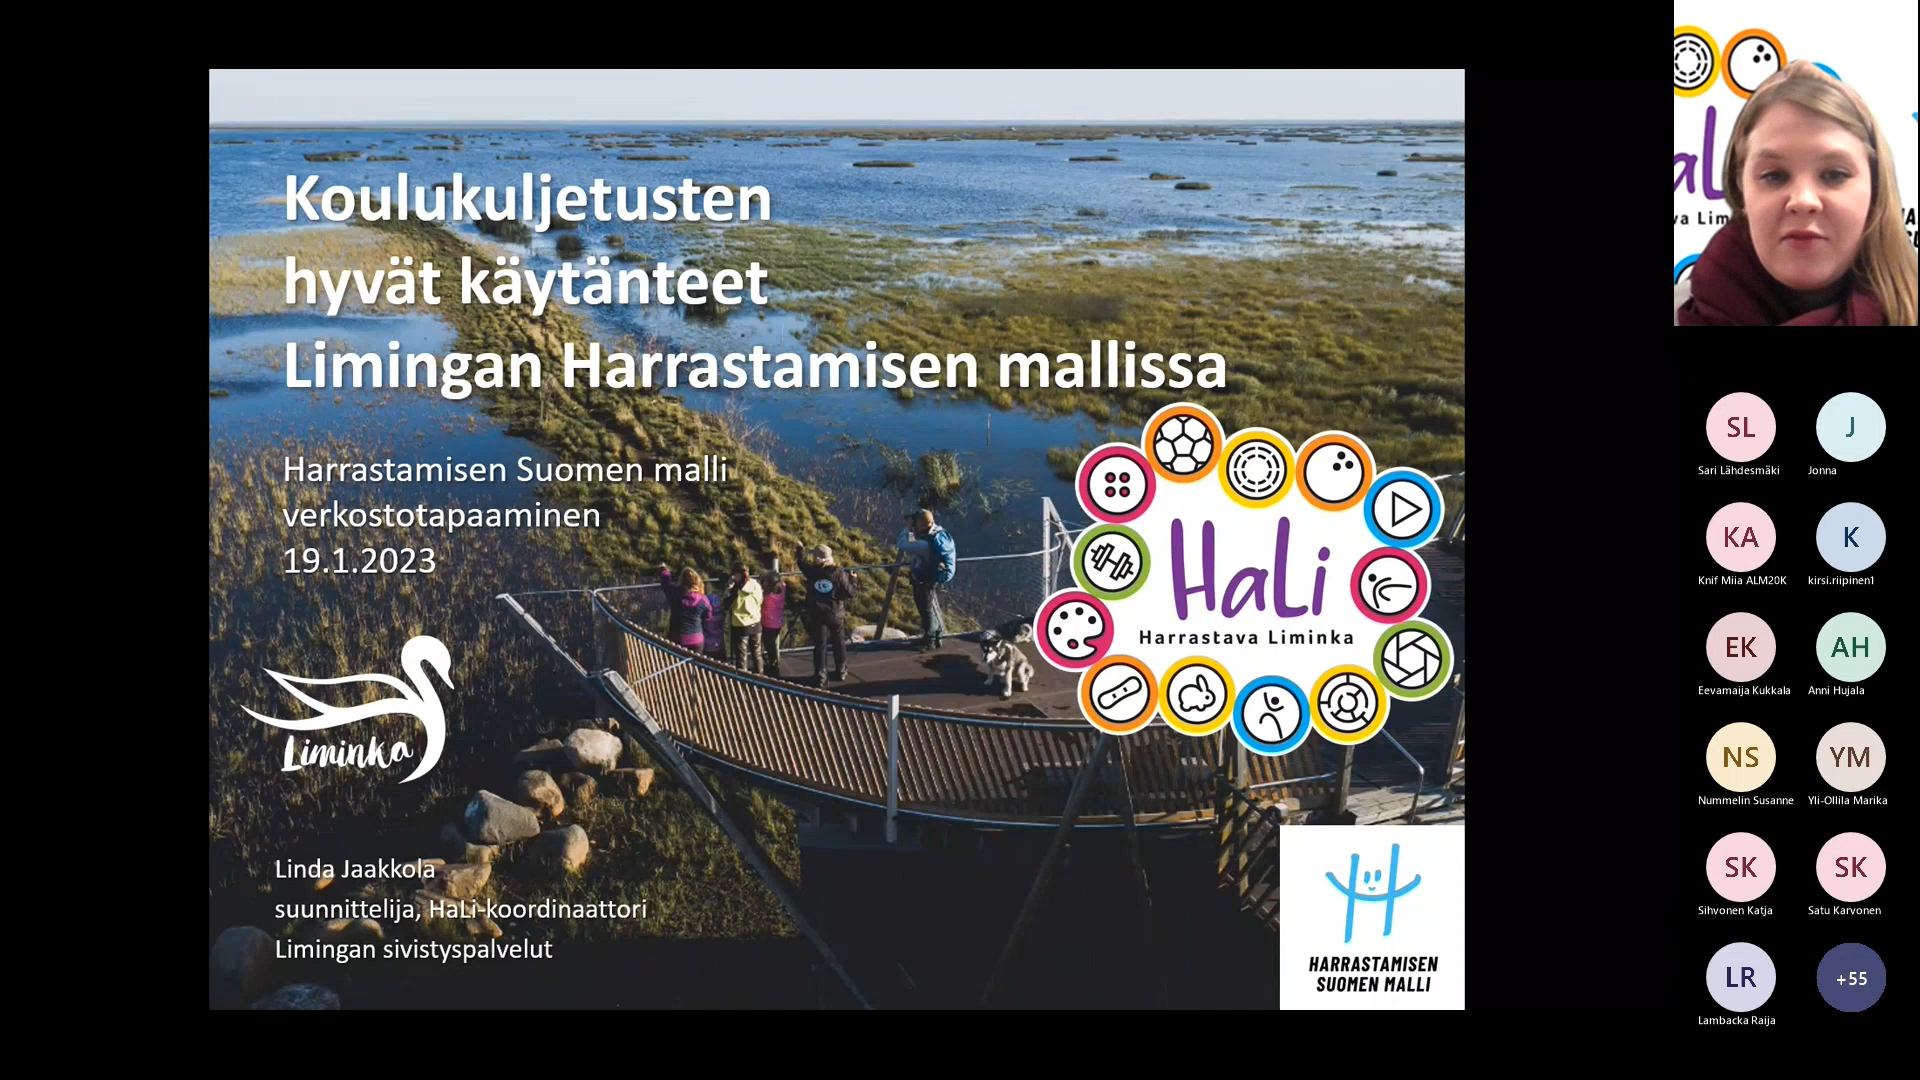 Koulukuljetusten
hyvät käytänteet
Limingan Harrastamisen mallissa
Harrastamisen Suomen malli
verkostotapaaminen
19.1.2023
HaLi
Harrastava Liminka
Liminka
Linda Jaakkola
suunnittelija, HaLi-koordinaattori
Limingan sivistyspalvelut
HARRASTAMISEN
SUOMEN MALLI
SL
J
Sari Lähdesmäki
Jonna
KA
K
Knif Miia ALM20K
kirsi.riipinen1
EK
AH
Eevamaija Kukkala
Anni Hujala
NS
YM
Nummelin Susanne
Yli-Ollila Marika
SK
SK
Sihvonen Katja
Satu Karvonen
LR
+55
Lambacka Raija